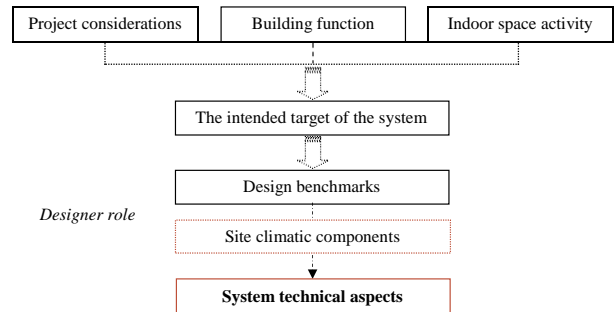 Project considerations
Building function
Indoor space activity
The intended target of the system
Design benchmarks
Designer role
Site climatic components
System technical aspects